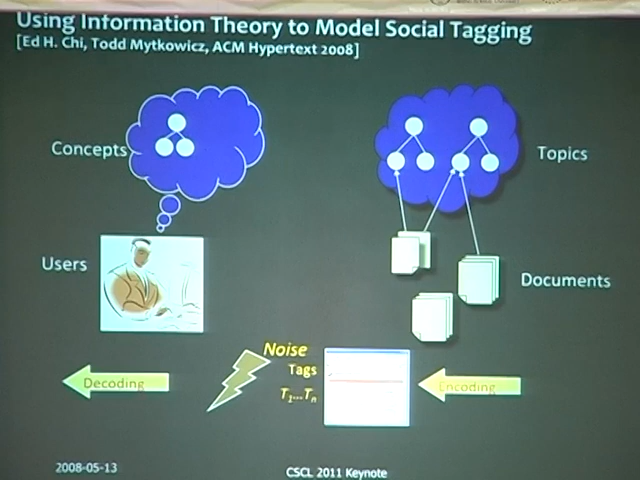 Using Information Theory to Model Social Tagging
[Ed H. Chi, Todd Mytkowicz, ACM Hypertext 2008]
Concepts
Topics
Users
Documents
Noise
Decoding
Tags
Encoding
T1...Tn
2008-05-13
CSCL 2011 Keynote